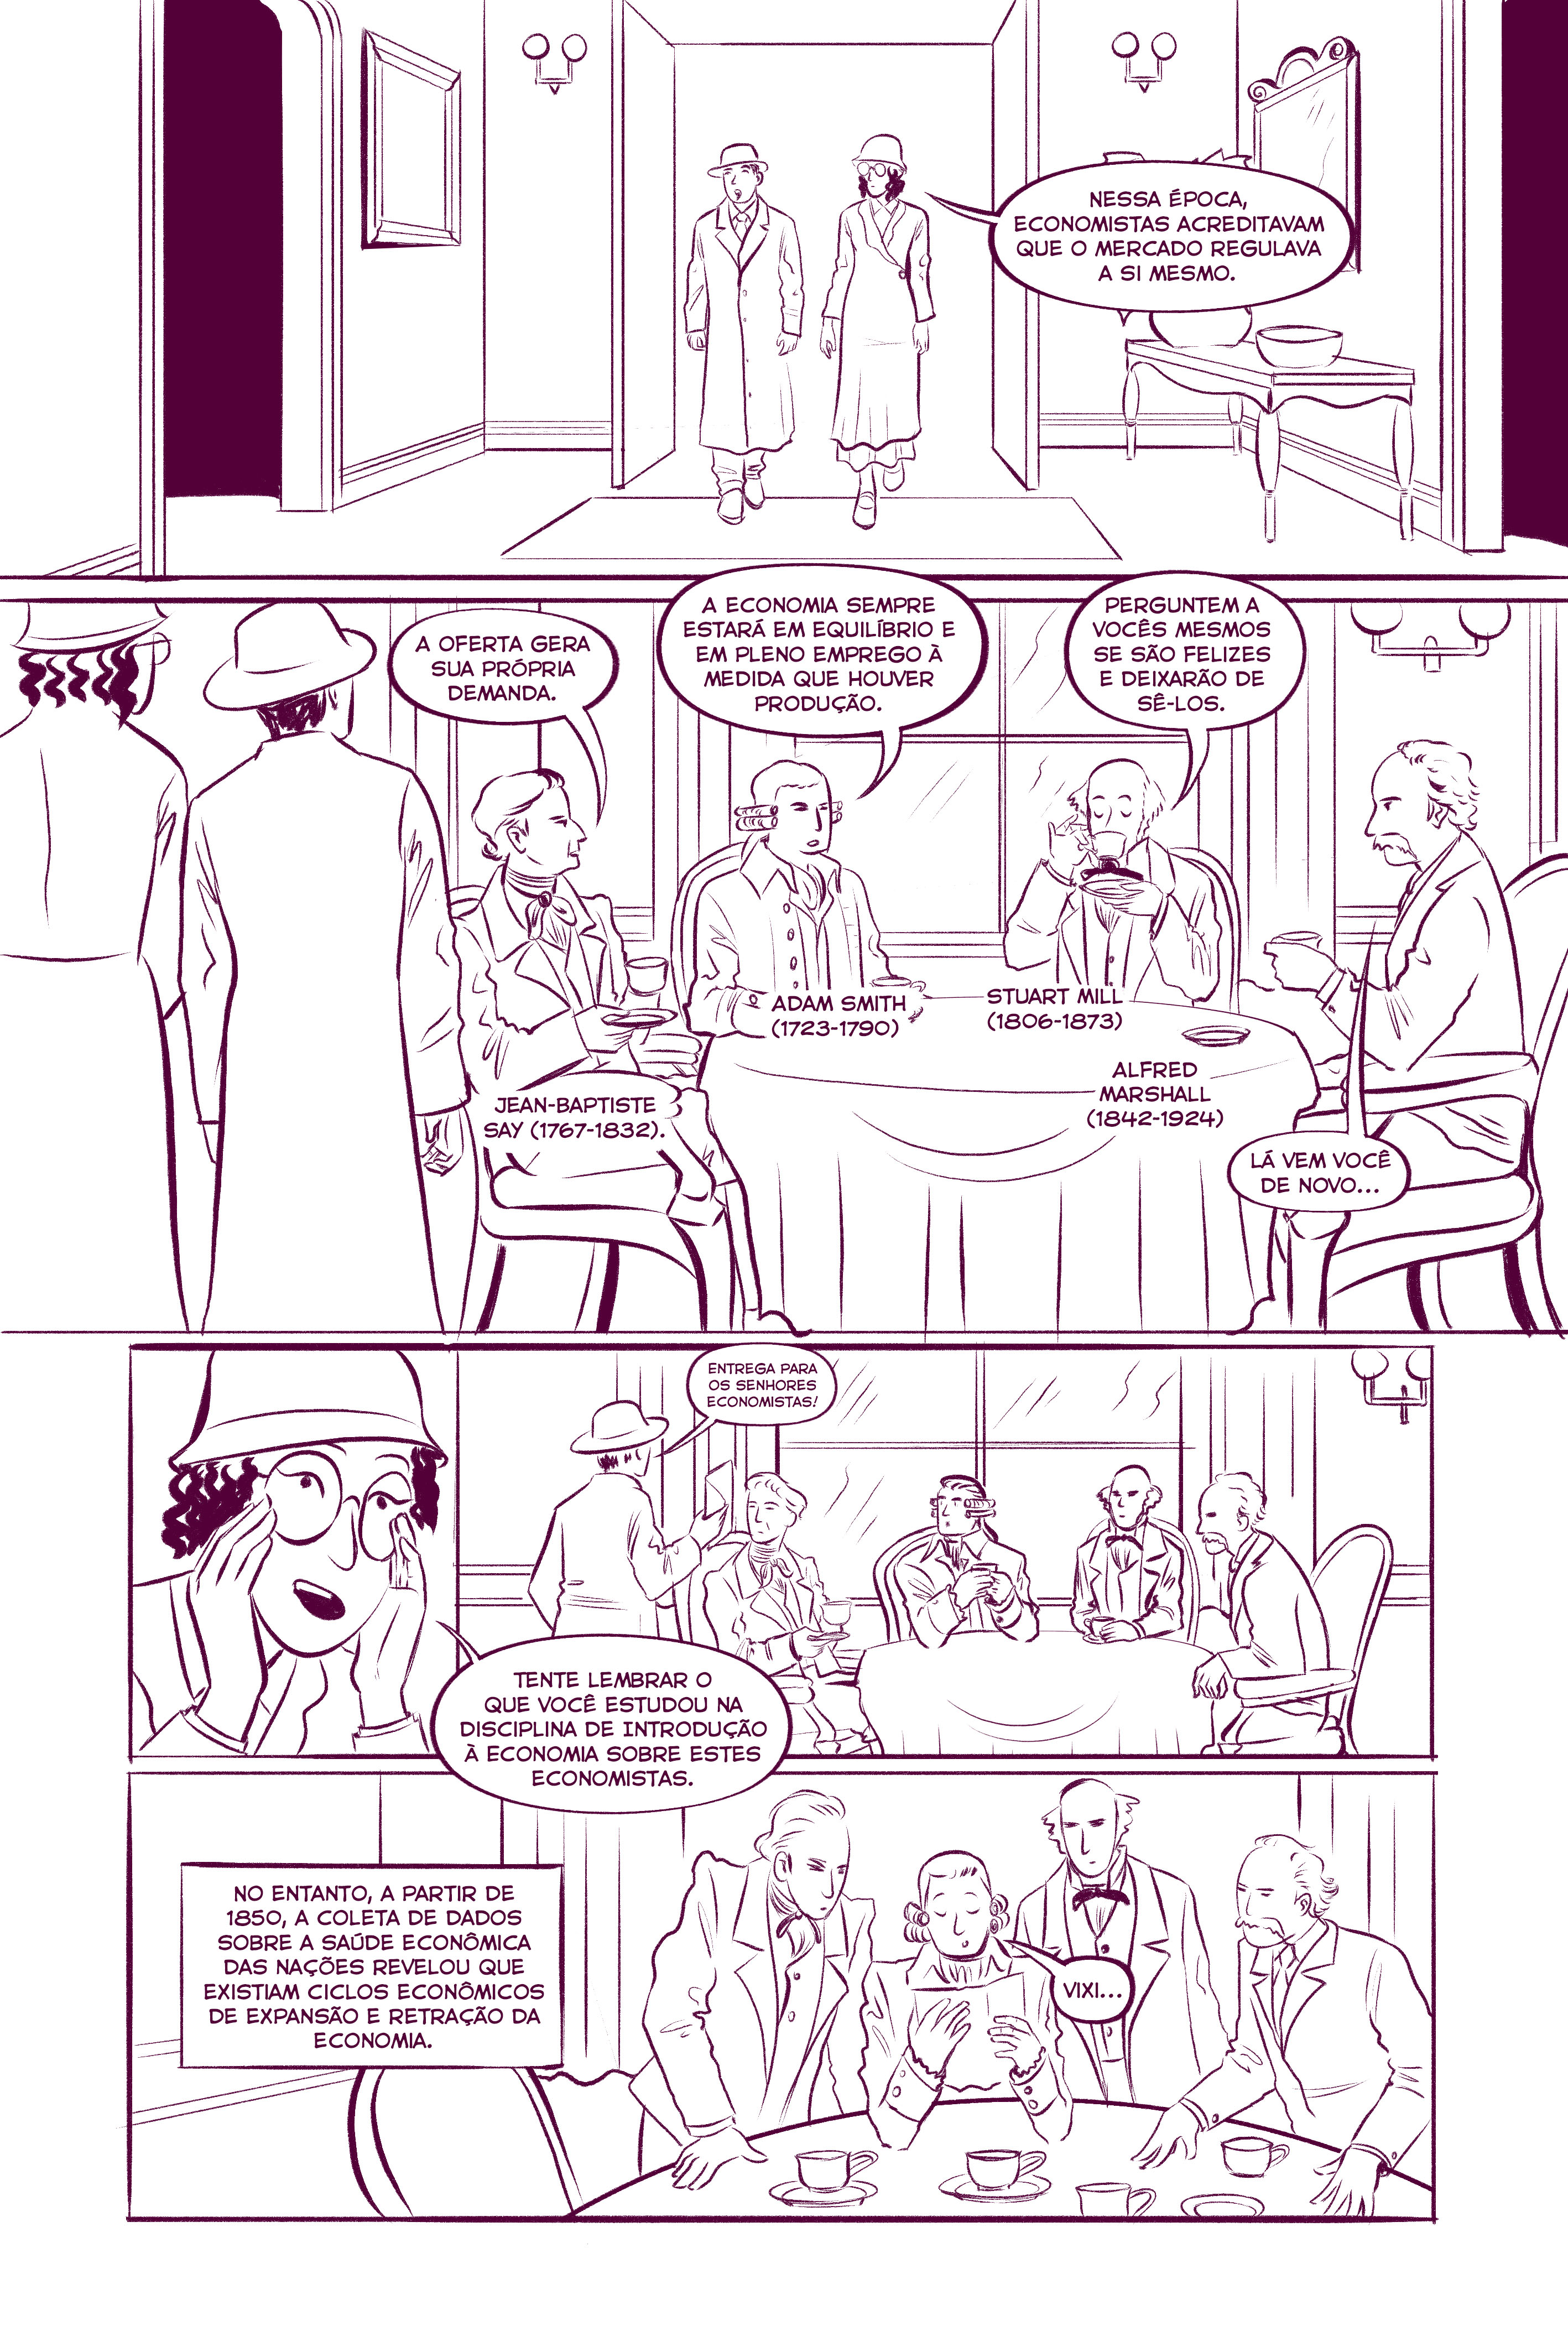 NESSA ÉPOCA,
ECONOMISTAS ACREDITAVAM
QUE O MERCADO REGULAVA
A SI MESMO.
A OFERTA GERA
SUA PRÓPRIA
DEMANDA.
A ECONOMIA SEMPRE
ESTARÁ EM EQUILÍBRIO E
EM PLENO EMPREGO À
MEDIDA QUE HOUVER
PRODUÇÃO.
PERGUNTEM A
VOCÊS MESMOS
SE SÃO FELIZES
E DEIXARÃO DE
SÊ-LOS.
ADAM SMITH
(1723-1790)
STUART MILL
(1806-1873)
ALFRED
MARSHALL
(1842-1924)
JEAN-BAPTISTE
SAY (1767-1832).
LÁ VEM VOCÊ
DE NOVO...
ENTREGA PARA
OS SENHORES
ECONOMISTAS!
TENTE LEMBRAR O
QUE VOCÊ ESTUDOU NA
DISCIPLINA DE INTRODUÇÃO
À ECONOMIA SOBRE ESTES
ECONOMISTAS.
NO ENTANTO, A PARTIR DE
1850, A COLETA DE DADOS
SOBRE A SAÚDE ECONÔMICA
DAS NAÇÕES REVELOU QUE
EXISTIAM CICLOS ECONÔMICOS
DE EXPANSÃO E RETRAÇÃO DA
ECONOMIA.
VIXI...